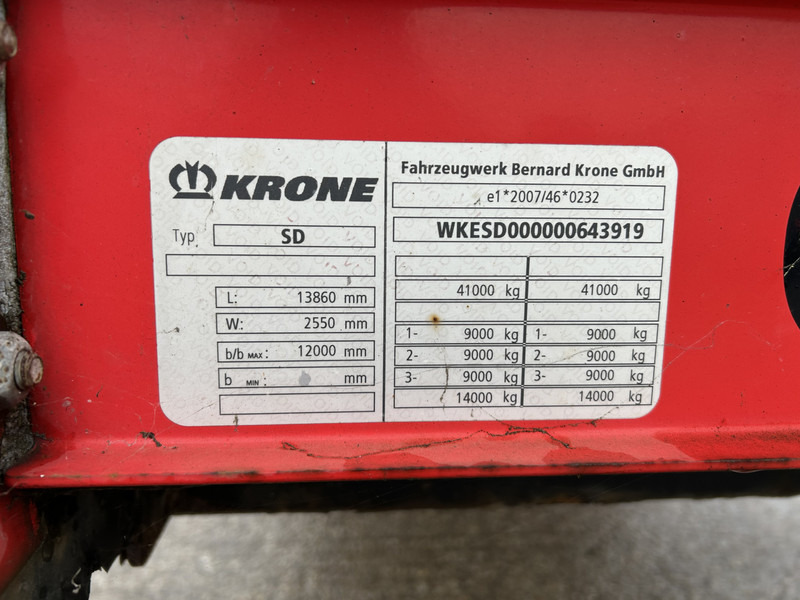 KRONE
Typ SD
L: 13860 mm
W.: 2550 mm
b/b MAX : 12000 mm
b MIN : mm
Fahrzeugwerk Bernard Krone GmbH
e1*2007/46*0232
WKESD000000643919
41000 kg 41000 kg
1- 9000 kg 1- 9000 kg
2- 9000 kg 2- 9000 kg
3- 9000 kg 3- 9000 kg
14000 kg 14000 kg